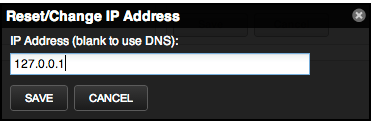 Reset/Change IP Address
IP Address (blank to use DNS):
127.0.0.1
SAVE CANCEL